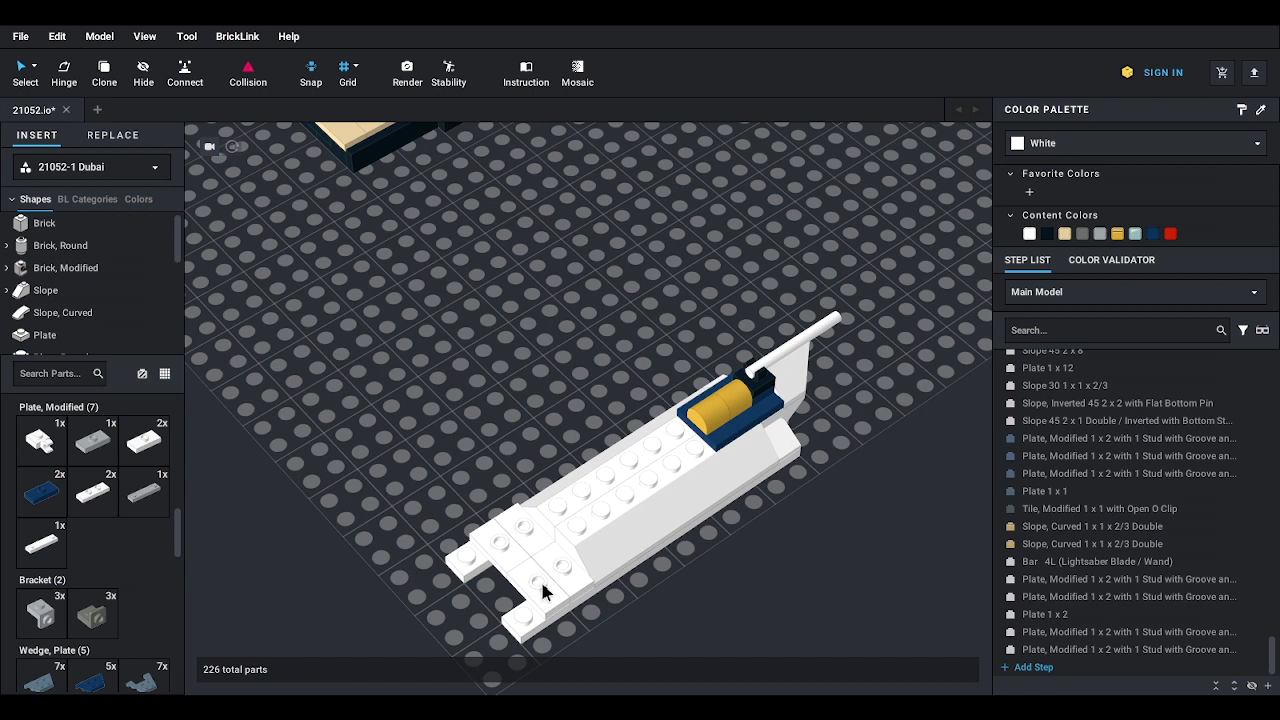 File Edit Model View Tool BrickLink Help
Select Hinge Clone Hide Connect Collision Snap Grid Render Stability Instruction Mosaic SIGN IN
21052.io*
INSERT REPLACE
21052-1 Dubai
Shapes BL Categories Colors
Brick
Brick, Round
Brick, Modified
Slope
Slope, Curved
Plate
Search Parts...
Plate, Modified (7)
1x 1x 2x
2x 2x 1x
1x
Bracket (2)
3x 3x
Wedge, Plate (5)
7x 5x 7x
226 total parts
COLOR PALETTE
White
Favorite Colors
+
Content Colors
STEP LIST COLOR VALIDATOR
Main Model
Search...
Slope 45 2 x 8
Plate 1 x 12
Slope 30 1 x 1 x 2/3
Slope, Inverted 45 2 x 2 with Flat Bottom Pin
Slope 45 2 x 1 Double / Inverted with Bottom St...
Plate, Modified 1 x 2 with 1 Stud with Groove an...
Plate, Modified 1 x 2 with 1 Stud with Groove an...
Plate, Modified 1 x 2 with 1 Stud with Groove an...
Plate 1 x 1
Tile, Modified 1 x 1 with Open O Clip
Slope, Curved 1 x 1 x 2/3 Double
Slope, Curved 1 x 1 x 2/3 Double
Bar 4L (Lightsaber Blade / Wand)
Plate, Modified 1 x 2 with 1 Stud with Groove an...
Plate, Modified 1 x 2 with 1 Stud with Groove an...
Plate 1 x 2
Plate, Modified 1 x 2 with 1 Stud with Groove an...
Plate, Modified 1 x 2 with 1 Stud with Groove an...
+ Add Step